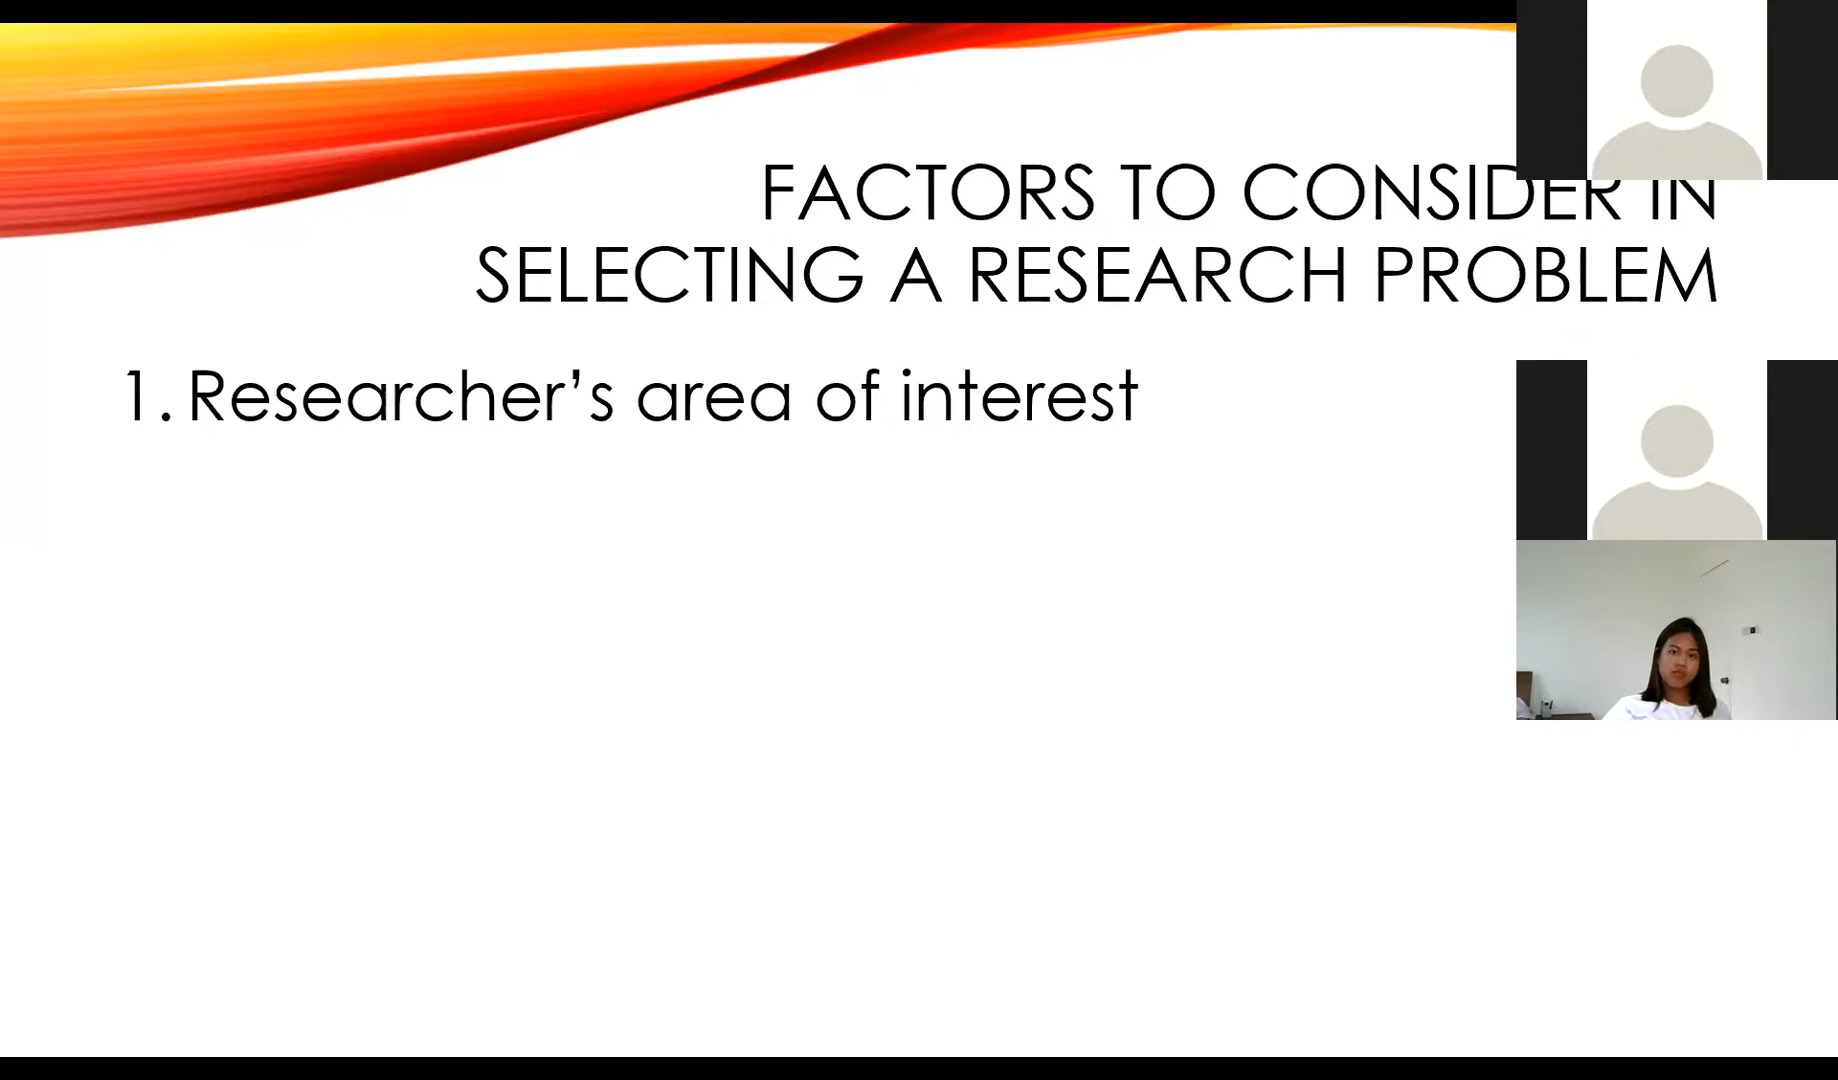 FACTORS TO CONSIDER IN
SELECTING A RESEARCH PROBLEM
1. Researcher’s area of interest